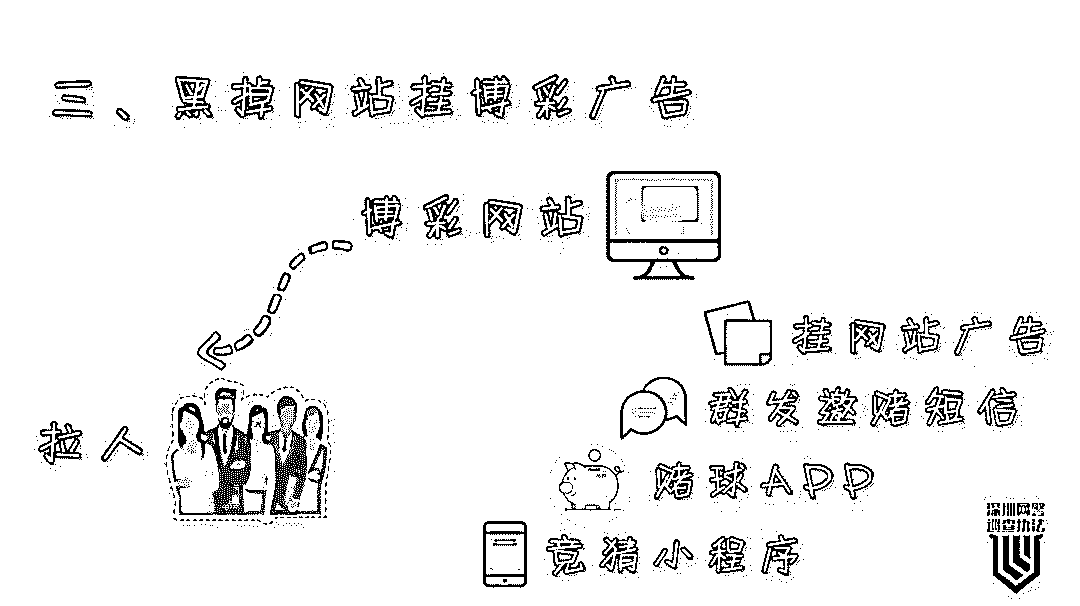 三、黑掉网站挂博彩广告
博彩网站
挂网站广告
群发邀赌短信
拉人
赌球APP
竞猜小程序
深圳网警
巡查执法